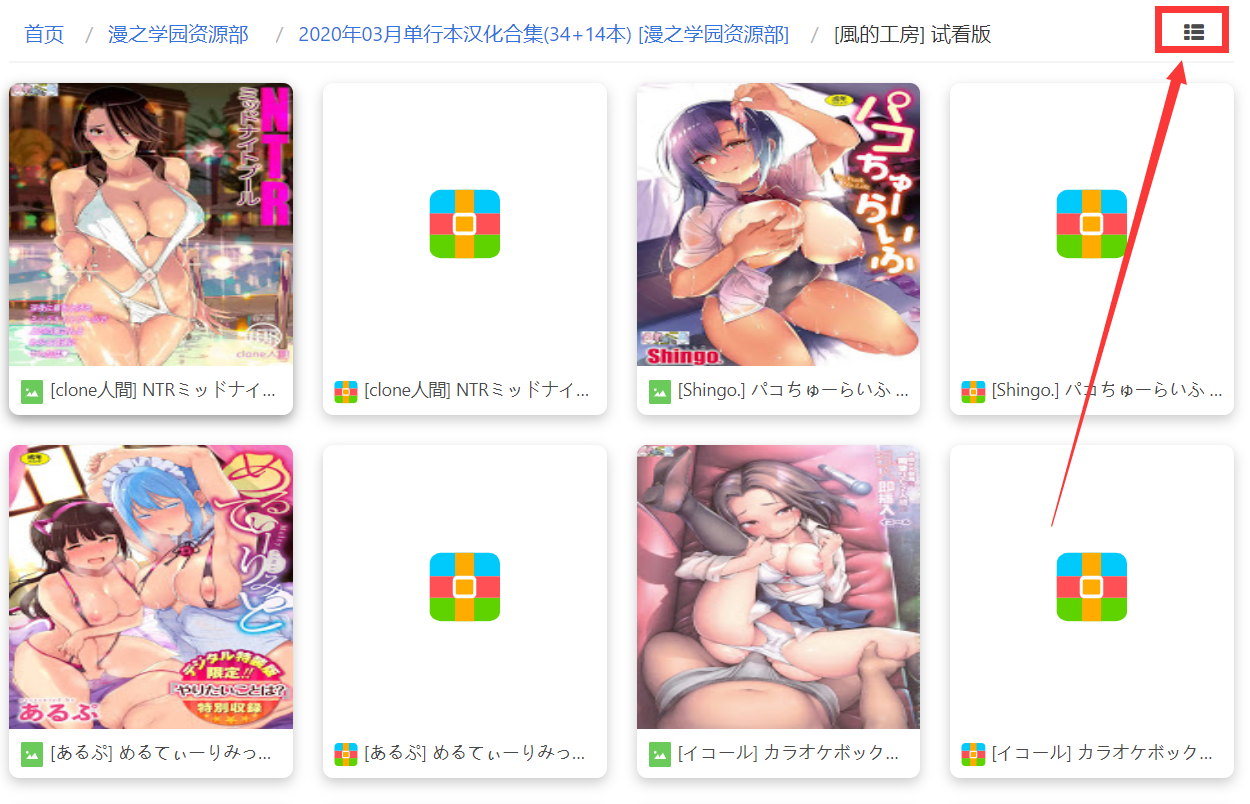 首页 / 漫之学园资源部 / 2020年03月单行本汉化合集(34+14本) [漫之学园资源部] / [風的工房] 试看版
NTR
ミッドナイトプール
clone人間
[clone人間] NTRミッドナイ...
[clone人間] NTRミッドナイ...
成年
パコちゅーらいふ
Shingo.
[Shingo.] パコちゅーらいふ ...
[Shingo.] パコちゅーらいふ ...
成年
めるてぃーりみっと
デジタル特装版
限定!!
『やりたいことは?』
特別収録
あるぷ
[あるぷ] めるてぃーりみっ...
[あるぷ] めるてぃーりみっ...
即挿入
イコール
[イコール] カラオケボック...
[イコール] カラオケボック...